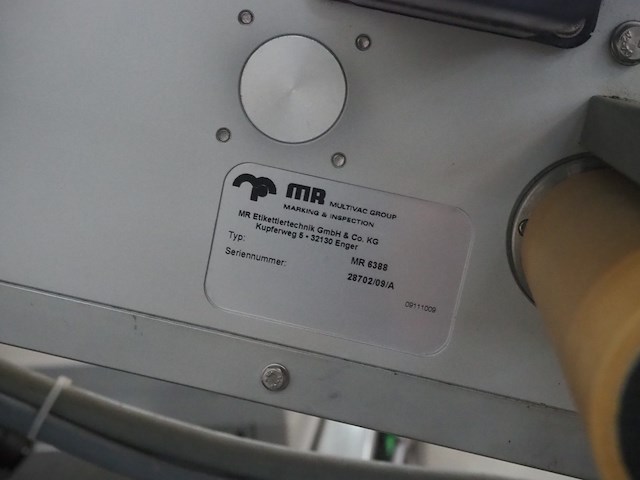 MR MULTIVAC GROUP
MARKING & INSPECTION
MR Etikettiertechnik GmbH & Co. KG
Kupferweg 5 - 32130 Enger
Typ: MR 6388
Seriennummer: 28702/09/A
09111009